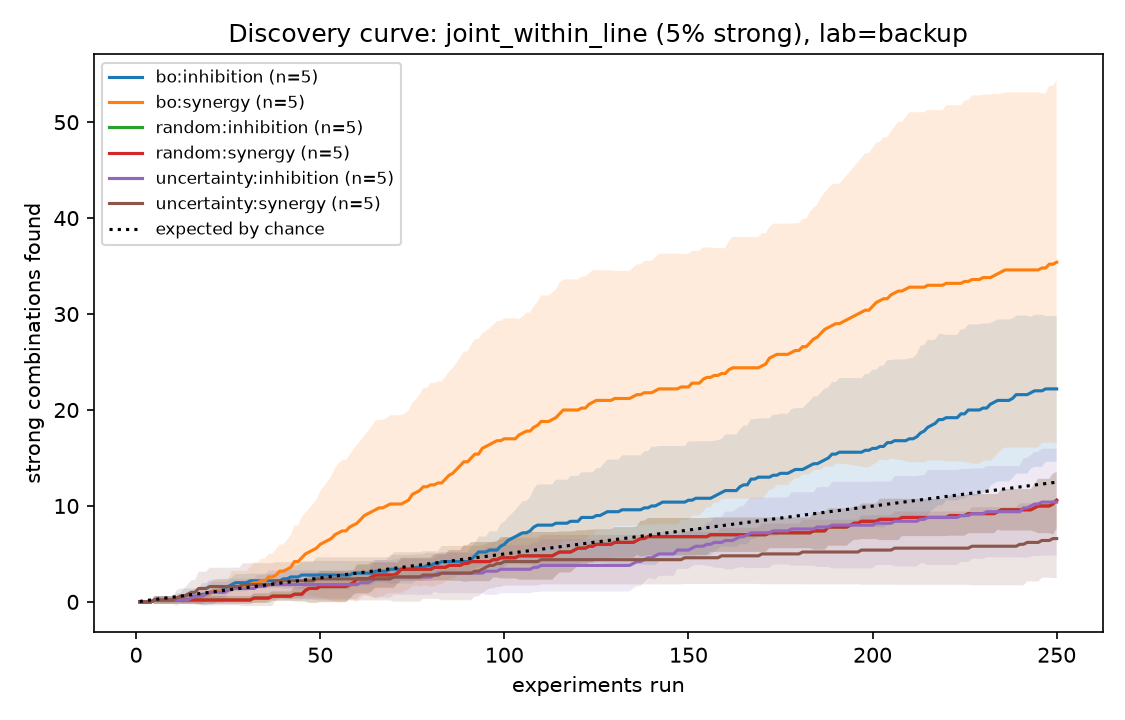 Discovery curve: joint_within_line (5% strong), lab=backup
bo:inhibition (n=5)
bo:synergy (n=5)
random:inhibition (n=5)
random:synergy (n=5)
uncertainty:inhibition (n=5)
uncertainty:synergy (n=5)
expected by chance
strong combinations found
50
40
30
20
10
0
0 50 100 150 200 250
experiments run